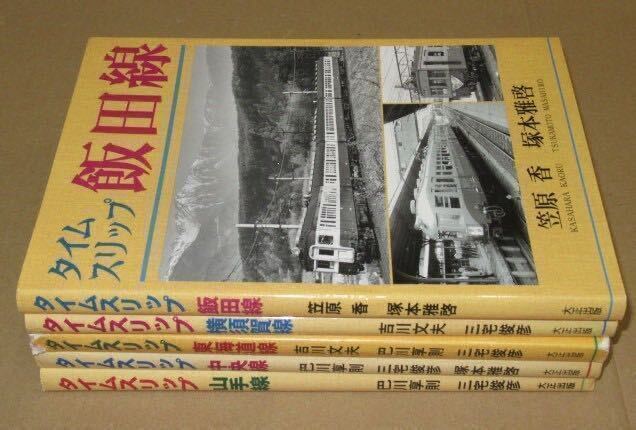 飯田線
タイム
スリップ
笠原 香
KASAHARA KAORU
塚本雅啓
TSUKAMOTO MASAHIRO
タイムスリップ 飯田線 笠原 香 塚本雅啓 大正出版
タイムスリップ 横須賀線 吉川文夫 三宅俊彦 大正出版
タイムスリップ 東海道線 吉川文夫 巴川享則 三宅俊彦 大正出版
タイムスリップ 中央線 巴川享則 三宅俊彦 塚本雅啓 大正出版
タイムスリップ 山手線 巴川享則 三宅俊彦 大正出版